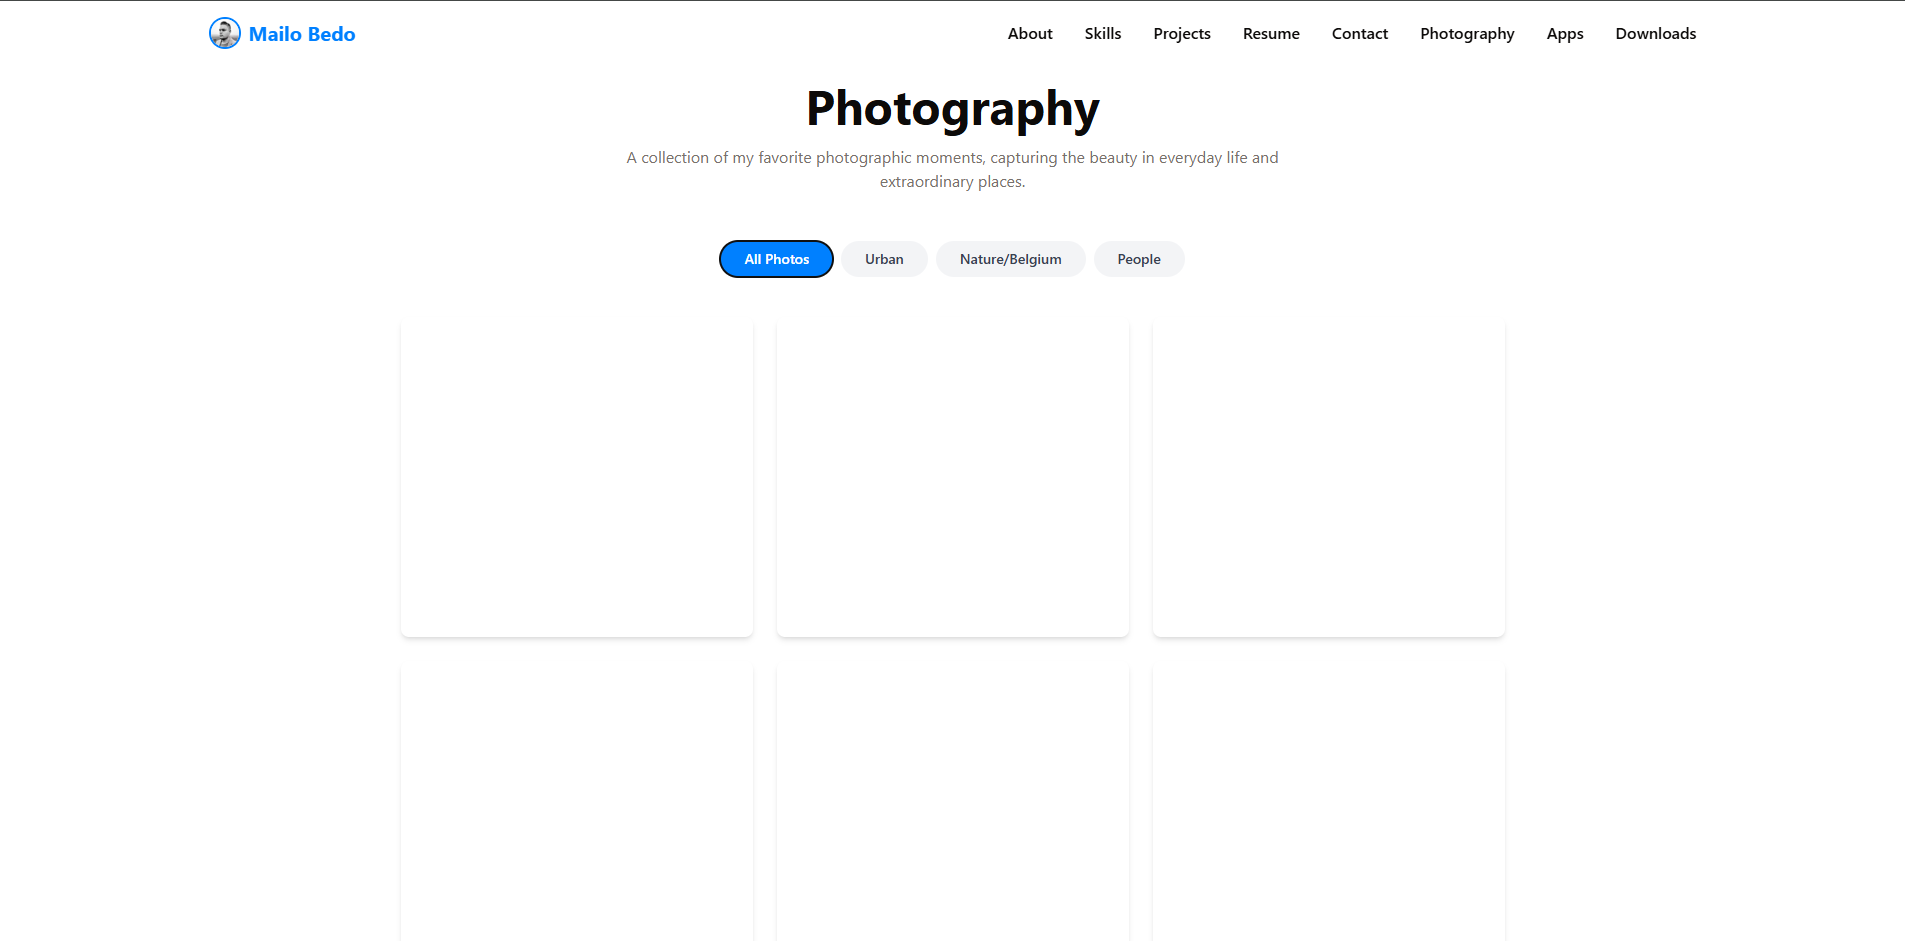 Mailo Bedo
About Skills Projects Resume Contact Photography Apps Downloads
Photography
A collection of my favorite photographic moments, capturing the beauty in everyday life and
extraordinary places.
All Photos Urban Nature/Belgium People